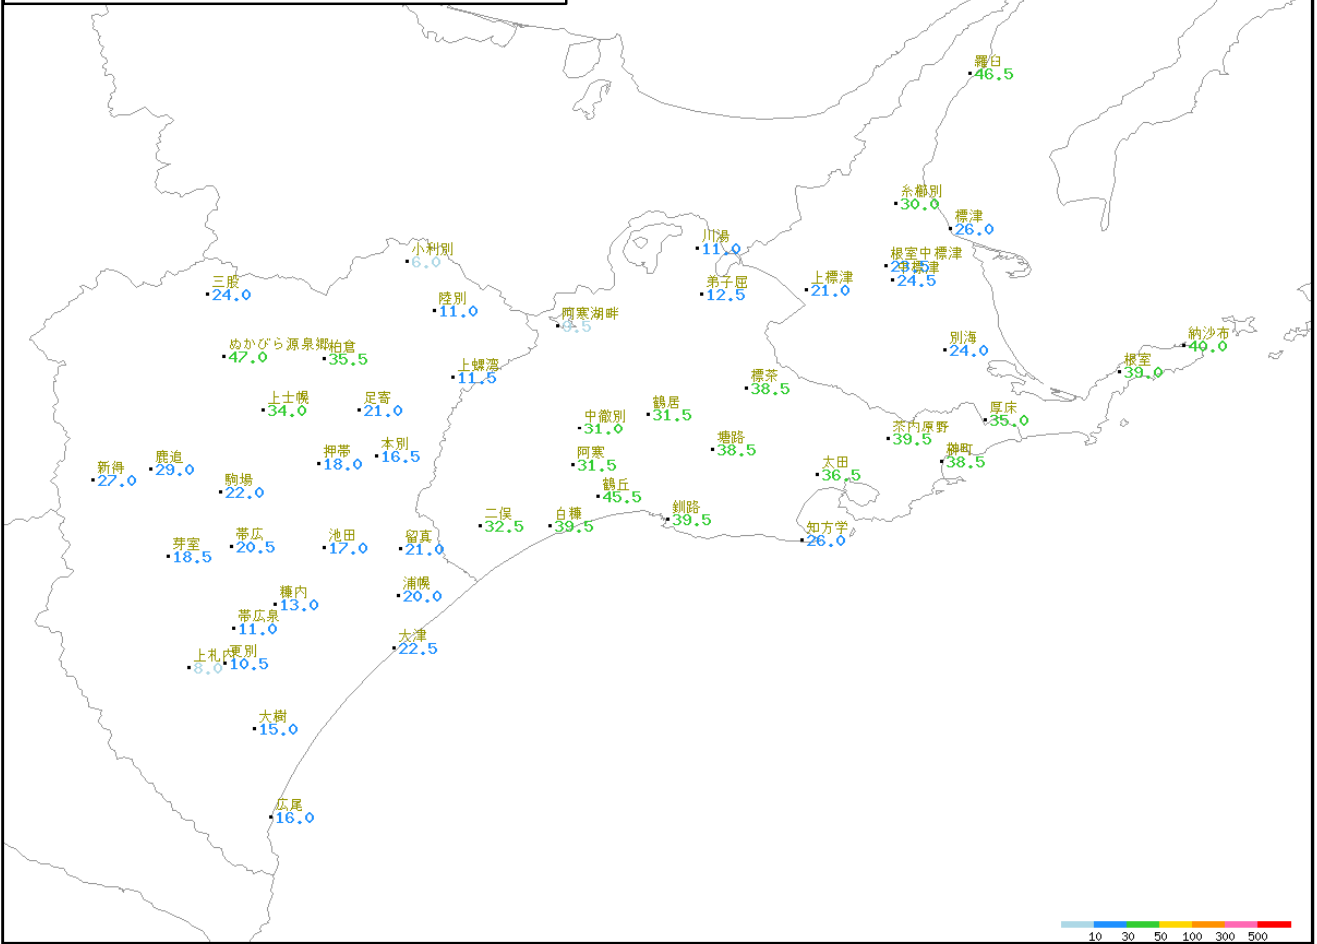 羅臼
46.5
糸櫛別
30.0
標津
26.0
川湯
11.0
小利別
6.0
根室中標津
中標津
24.5
三股
24.0
弟子屈
12.5
上標津
21.0
陸別
11.0
阿寒湖畔
納沙布
40.0
ぬかびら源泉郷
47.0
柏倉
35.5
別海
24.0
根室
39.0
上螺湾
11.5
標茶
38.5
上士幌
34.0
足寄
21.0
鶴居
31.5
厚床
35.0
中徹別
31.0
茶内原野
39.5
本別
16.5
押帯
18.0
塘路
38.5
榊町
38.5
新得
27.0
鹿追
29.0
阿寒
31.5
太田
36.5
駒場
22.0
鶴丘
45.5
二俣
32.5
白糠
39.5
釧路
39.5
知方学
26.0
芽室
18.5
帯広
20.5
池田
17.0
留真
21.0
浦幌
20.0
糠内
13.0
帯広泉
11.0
大津
22.5
上札内
8.0
更別
10.5
大樹
15.0
広尾
16.0
10 30 50 100 300 500